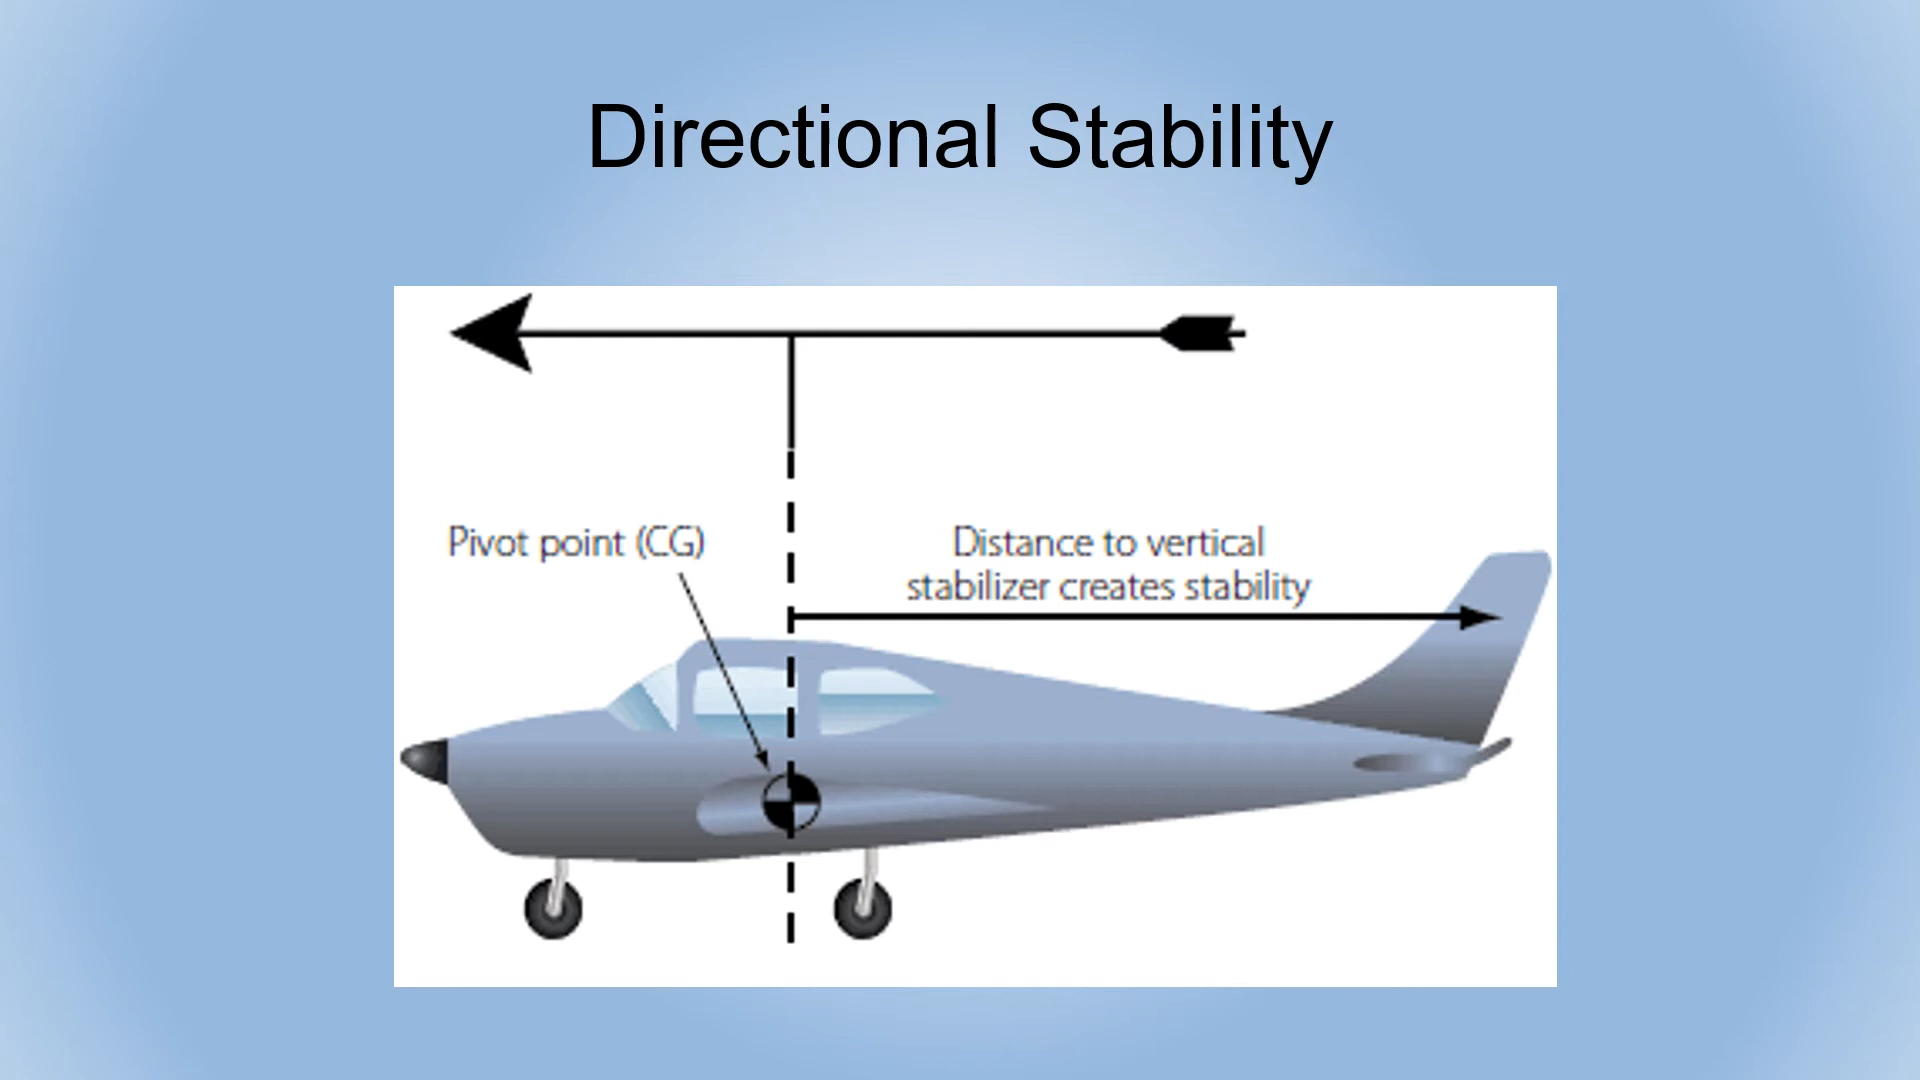 Directional Stability
Pivot point (CG)
Distance to vertical
stabilizer creates stability